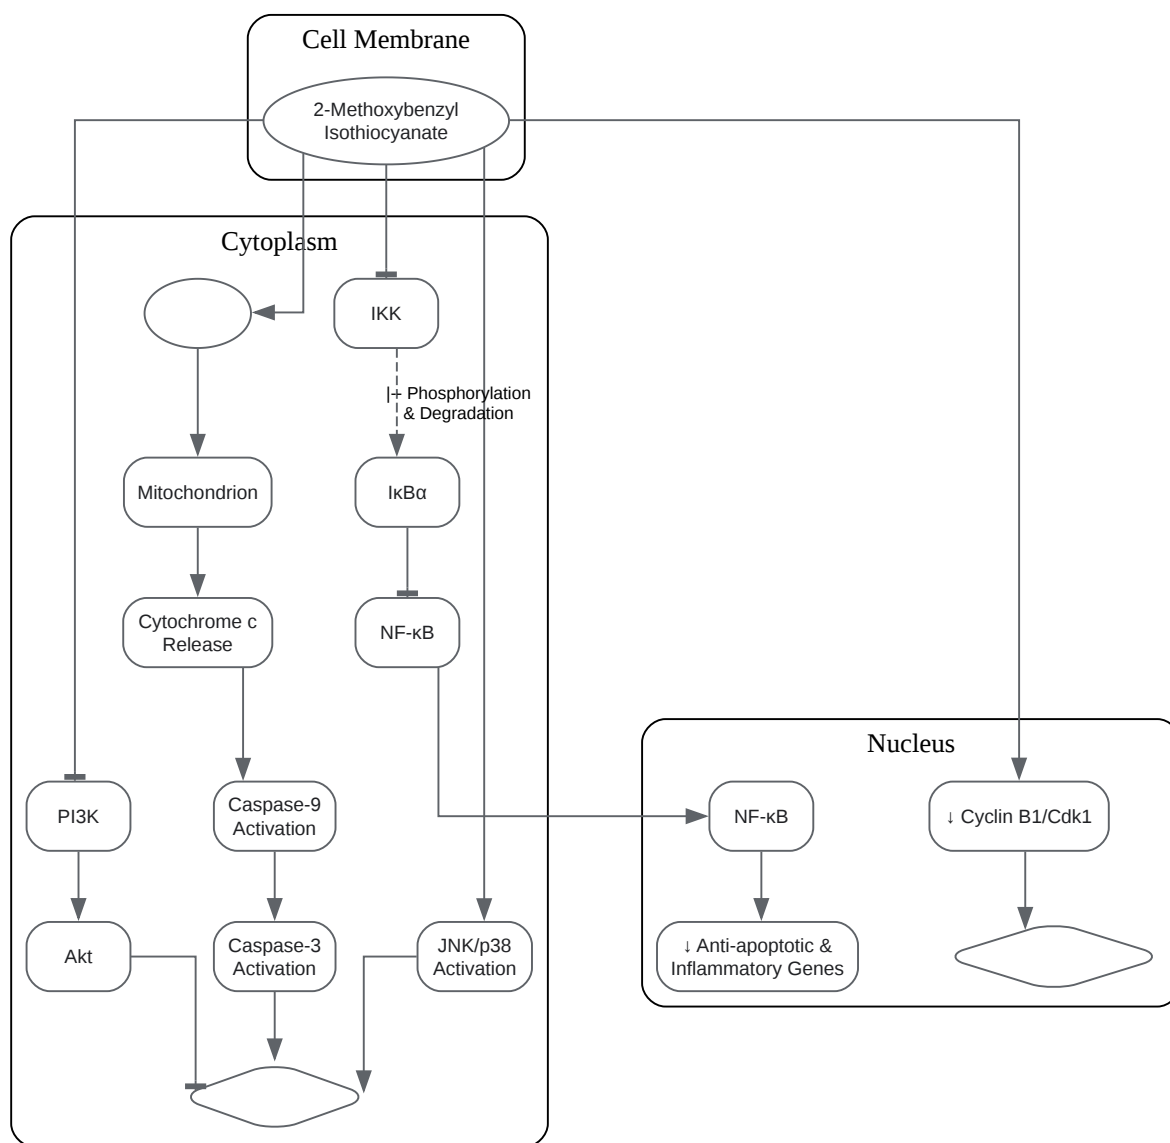 Cell Membrane
2-Methoxybenzyl
Isothiocyanate
Cytoplasm
IKK
|+ Phosphorylation
& Degradation
Mitochondrion
IκBα
Cytochrome c
Release
NF-κB
Nucleus
PI3K
Caspase-9
Activation
NF-κB
↓ Cyclin B1/Cdk1
Akt
Caspase-3
Activation
JNK/p38
Activation
↓ Anti-apoptotic &
Inflammatory Genes